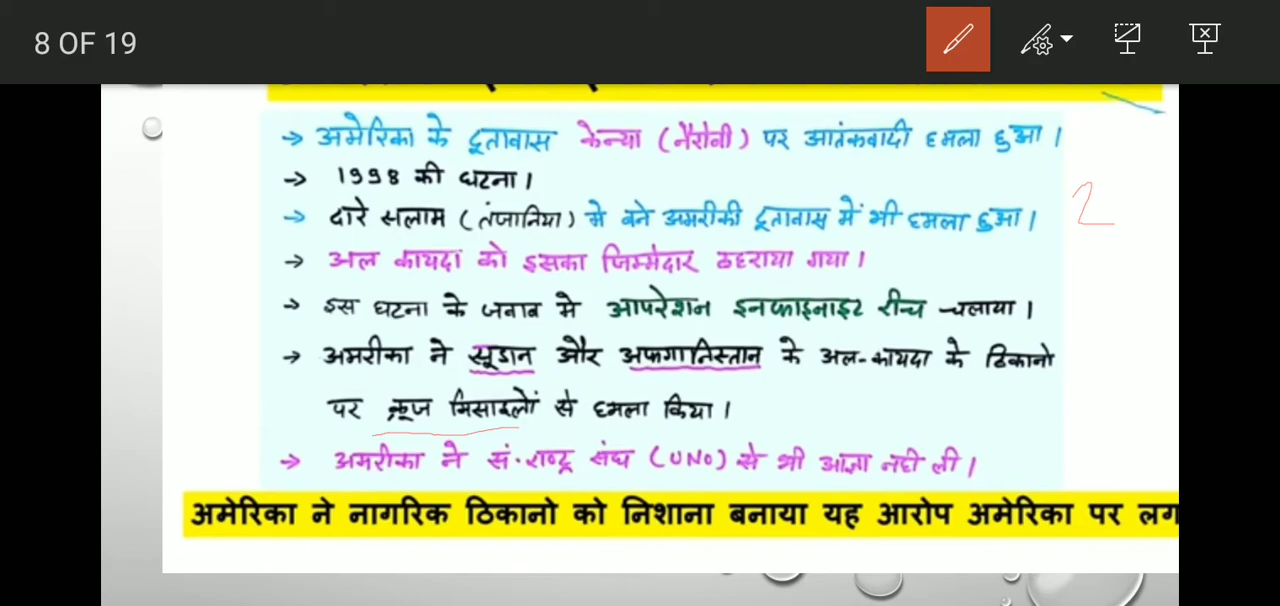 8 OF 19
→ अमेरिका के दूतावास केन्या (नैरोबी) पर आतंकवादी हमला हुआ।
→ 1998 की घटना।
→ दारे सलाम (तंजानिया) मे बने अमरीकी दूतावास में भी हमला हुआ।
2
→ अल कायदा को इसका जिम्मेदार ठहराया गया।
→ इस घटना के जवाब मे आपरेशन इनफाइनाइट रीच चलाया।
→ अमरीका ने सूडान और अफगानिस्तान के अल-कायदा के ठिकानो
पर क्रूज मिसाइलों से हमला किया।
→ अमरीका ने सं.राष्ट्र संघ (UNO) से भी आज्ञा नही ली।
अमेरिका ने नागरिक ठिकानो को निशाना बनाया यह आरोप अमेरिका पर लग